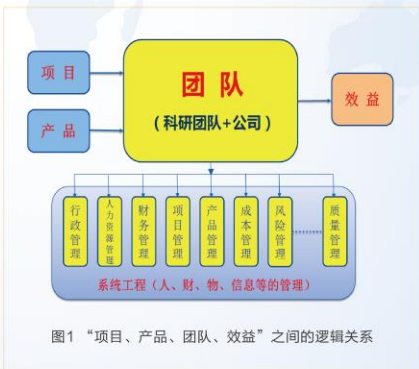 项目
团队
(科研团队+公司)
产品
效益
行政管理
人力资源管理
财务管理
项目管理
产品管理
成本管理
风险管理
质量管理
系统工程(人、财、物、信息等的管理)
图1 “项目、产品、团队、效益”之间的逻辑关系